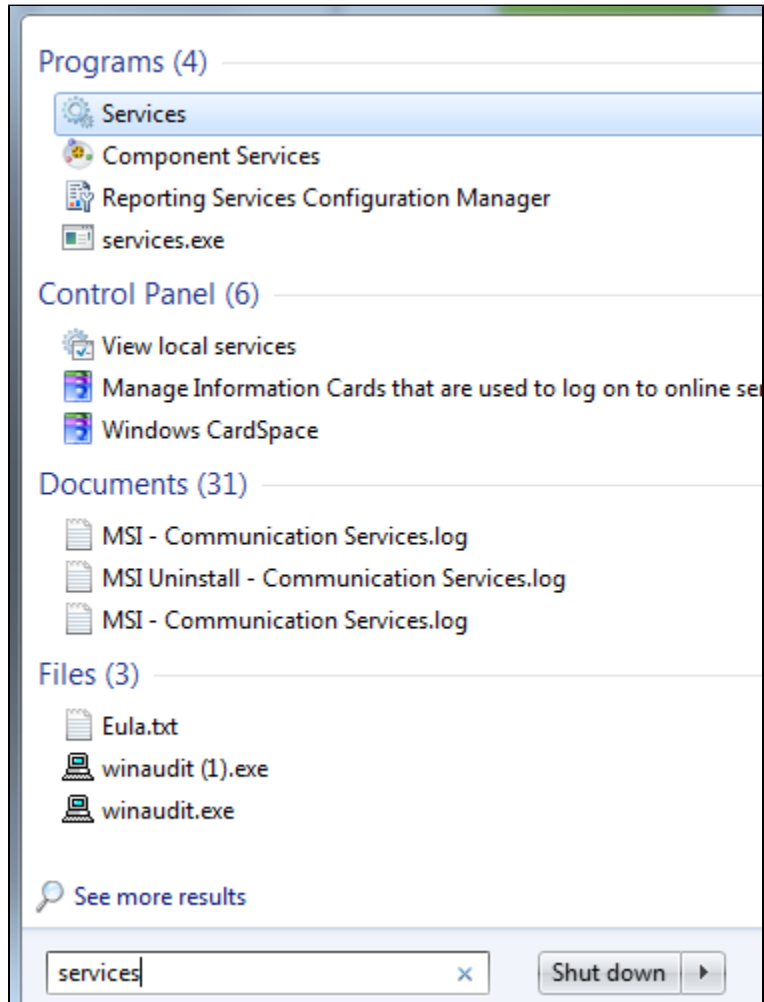 Programs (4)
Services
Component Services
Reporting Services Configuration Manager
services.exe
Control Panel (6)
View local services
Manage Information Cards that are used to log on to online
Windows CardSpace
Documents (31)
MSI - Communication Services.log
MSI Uninstall - Communication Services.log
MSI - Communication Services.log
Files (3)
Eula.txt
winaudit (1).exe
winaudit.exe
See more results
services
Shut down